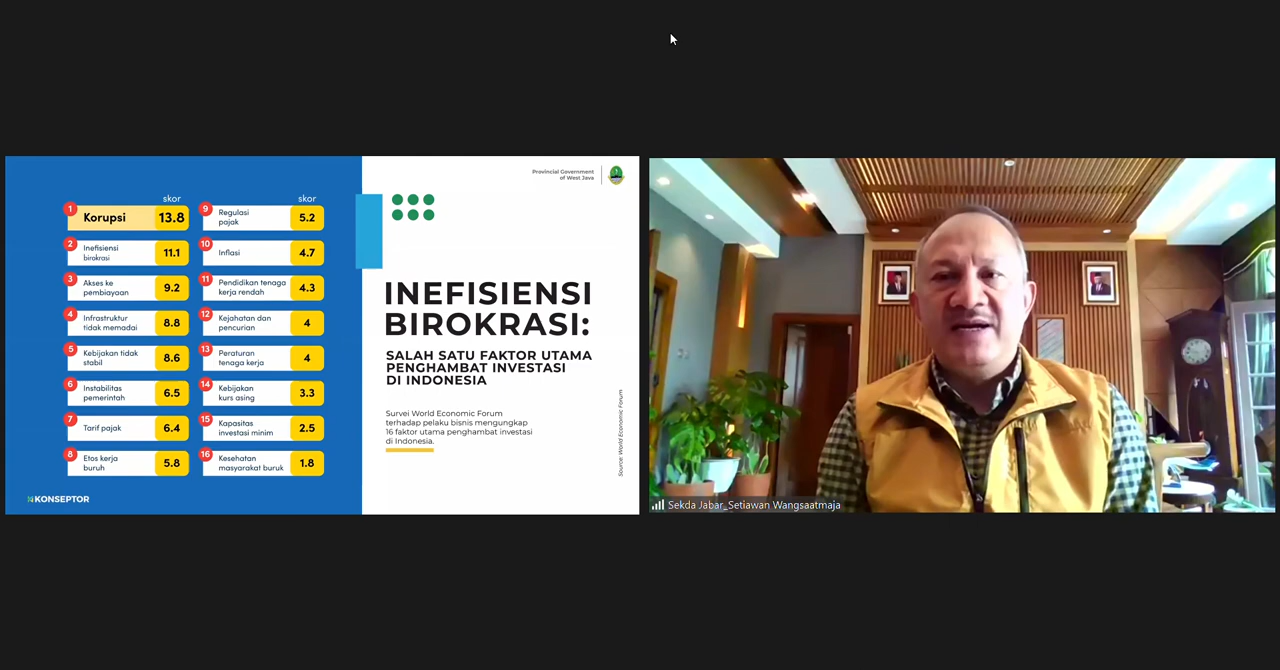 Provincial Government
of West Java
skor
1
Korupsi
13.8
2
Inefisiensi
birokrasi
11.1
3
Akses ke
pembiayaan
9.2
4
Infrastruktur
tidak memadai
8.8
5
Kebijakan tidak
stabil
8.6
6
Instabilitas
pemerintah
6.5
7
Tarif pajak
6.4
8
Etos kerja
buruh
5.8
skor
9
Regulasi
pajak
5.2
10
Inflasi
4.7
11
Pendidikan tenaga
kerja rendah
4.3
12
Kejahatan dan
pencurian
4
13
Peraturan
tenaga kerja
4
14
Kebijakan
kurs asing
3.3
15
Kapasitas
investasi minim
2.5
16
Kesehatan
masyarakat buruk
1.8
KONSEPTOR
INEFISIENSI
BIROKRASI:
SALAH SATU FAKTOR UTAMA
PENGHAMBAT INVESTASI
DI INDONESIA
Survei World Economic Forum
terhadap pelaku bisnis mengungkap
16 faktor utama penghambat investasi
di Indonesia.
Source: World Economic Forum
Sekda Jabar_Setiawan Wangsaatmaja